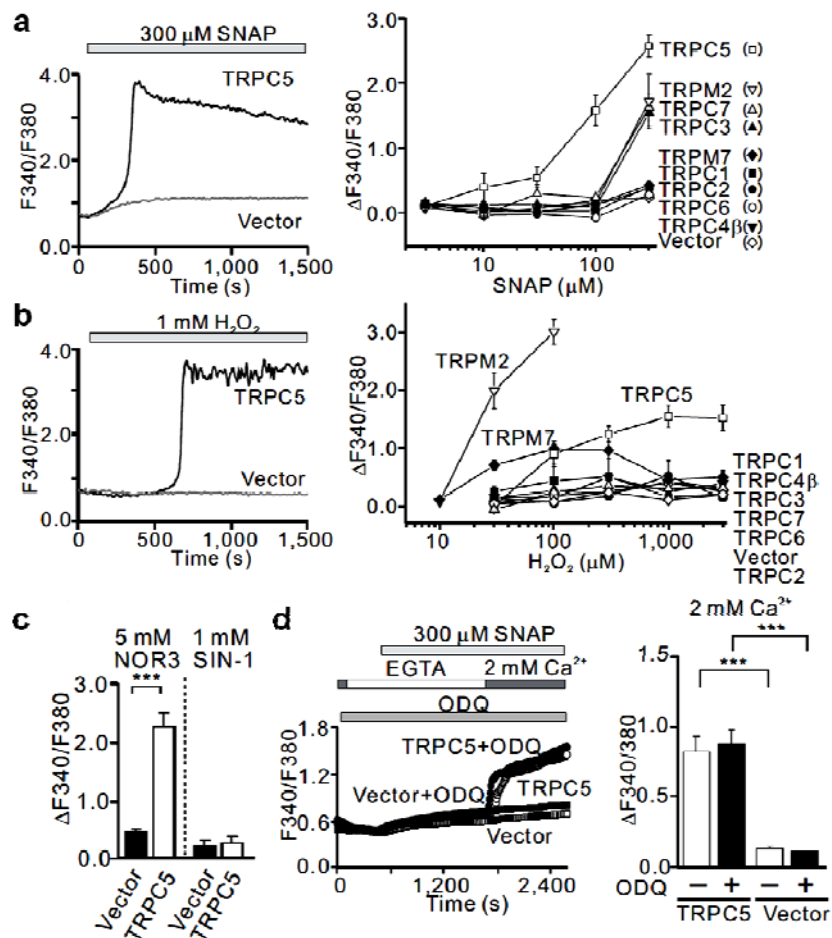 a
300 μM SNAP
TRPC5
Vector
F340/F380
4.0
2.0
0.0
0
500
1,000
1,500
Time (s)
ΔF340/F380
3.0
2.0
1.0
0.0
10
100
SNAP (μM)
TRPC5 (□)
TRPM2 (▽)
TRPC7 (△)
TRPC3 (▲)
TRPM7 (◆)
TRPC1 (■)
TRPC2 (●)
TRPC6 (○)
TRPC4β (▼)
Vector (◇)
b
1 mM H₂O₂
TRPC5
Vector
F340/F380
4.0
2.0
0.0
0
500
1,000
1,500
Time (s)
ΔF340/F380
3.0
2.0
1.0
0.0
TRPM2
TRPM7
TRPC5
10
100
1,000
H₂O₂ (μM)
TRPC1
TRPC4β
TRPC3
TRPC7
TRPC6
Vector
TRPC2
c
5 mM 1 mM
NOR3 SIN-1
***
ΔF340/F380
3.0
2.0
1.0
0.0
Vector
TRPC5
Vector
TRPC5
d
300 μM SNAP
EGTA 2 mM Ca²⁺
ODQ
F340/F380
1.8
1.2
0.6
0.0
TRPC5+ODQ
Vector+ODQ
TRPC5
Vector
0
1,200
2,400
Time (s)
2 mM Ca²⁺
***
***
ΔF340/380
1.5
1.0
0.5
0
ODQ − + − +
TRPC5 Vector